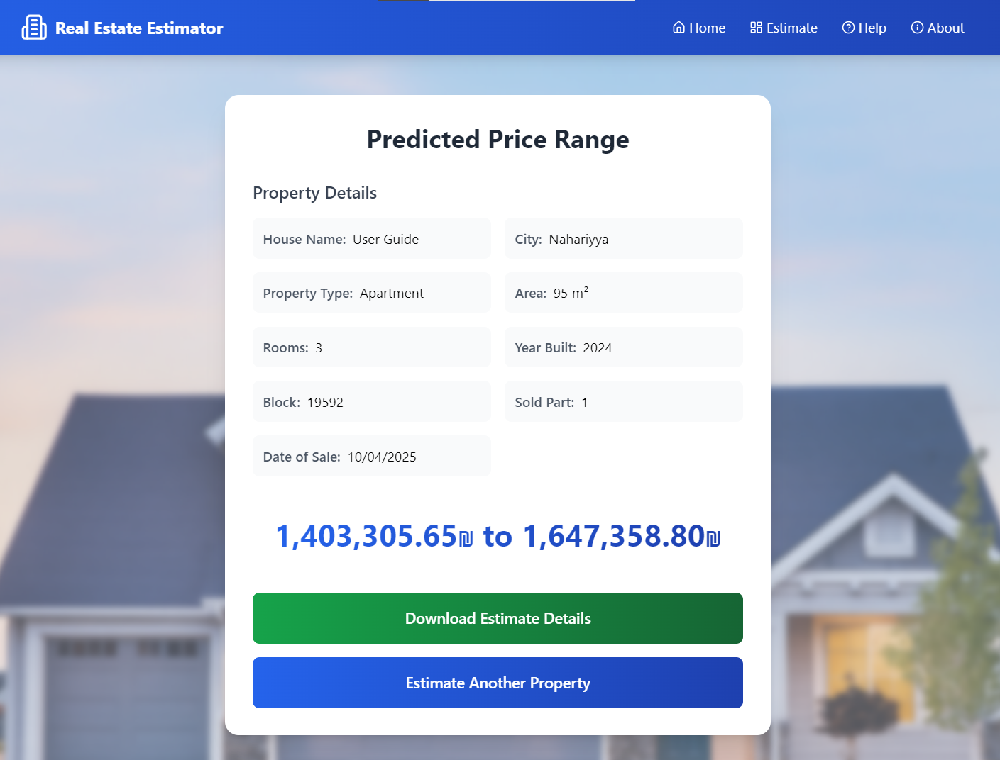 Real Estate Estimator
Home
Estimate
Help
About
Predicted Price Range
Property Details
House Name: User Guide
City: Nahariyya
Property Type: Apartment
Area: 95 m²
Rooms: 3
Year Built: 2024
Block: 19592
Sold Part: 1
Date of Sale: 10/04/2025
1,403,305.65₪ to 1,647,358.80₪
Download Estimate Details
Estimate Another Property